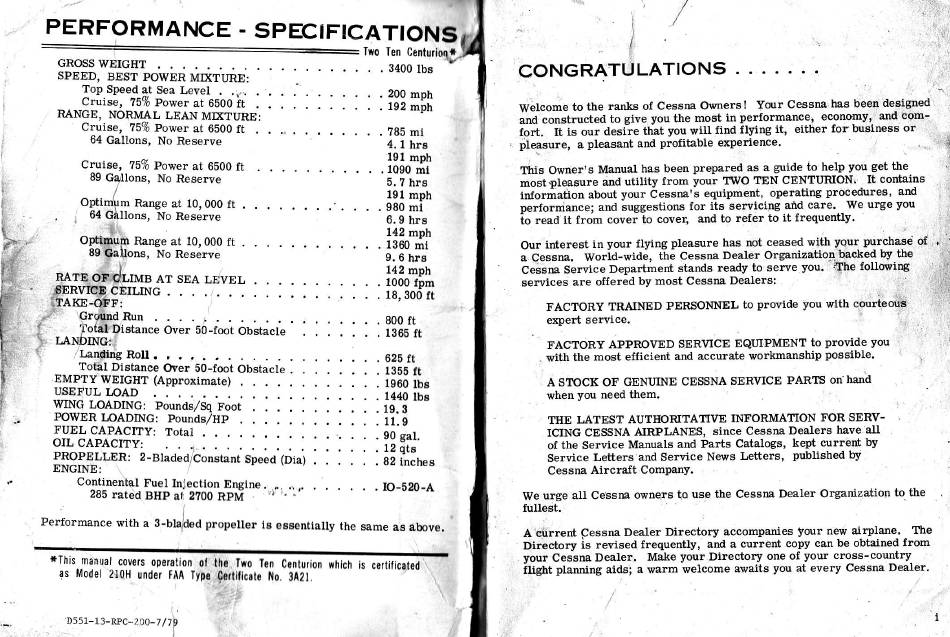 PERFORMANCE - SPECIFICATIONS
Two Ten Centurion*
GROSS WEIGHT . . . . . . . . . . . . . . . . . . . 3400 lbs
SPEED, BEST POWER MIXTURE:
Top Speed at Sea Level . . . . . . . . . . . . . . 200 mph
Cruise, 75% Power at 6500 ft . . . . . . . . . . . 192 mph
RANGE, NORMAL LEAN MIXTURE:
Cruise, 75% Power at 6500 ft . . . . . . . . . . . 785 mi
64 Gallons, No Reserve 4.1 hrs
191 mph
Cruise, 75% Power at 6500 ft . . . . . . . . . . . 1090 mi
89 Gallons, No Reserve 5.7 hrs
191 mph
Optimum Range at 10,000 ft . . . . . . . . . . . . 980 mi
64 Gallons, No Reserve 6.9 hrs
142 mph
Optimum Range at 10,000 ft . . . . . . . . . . . . 1360 mi
89 Gallons, No Reserve 9.6 hrs
142 mph
RATE OF CLIMB AT SEA LEVEL . . . . . . . . . . . 1000 fpm
SERVICE CEILING . . . . . . . . . . . . . . . . . . 18,300 ft
TAKE-OFF:
Ground Run . . . . . . . . . . . . . . . . . . . 800 ft
Total Distance Over 50-foot Obstacle . . . . . . . 1365 ft
LANDING:
Landing Roll . . . . . . . . . . . . . . . . . . . 625 ft
Total Distance Over 50-foot Obstacle . . . . . . . . 1355 ft
EMPTY WEIGHT (Approximate) . . . . . . . . . . . . 1960 lbs
USEFUL LOAD . . . . . . . . . . . . . . . . . . . 1440 lbs
WING LOADING: Pounds/Sq Foot . . . . . . . . . . . 19.3
POWER LOADING: Pounds/HP . . . . . . . . . . . . 11.9
FUEL CAPACITY: Total . . . . . . . . . . . . . . . 90 gal.
OIL CAPACITY: . . . . . . . . . . . . . . . . . . 12 qts
PROPELLER: 2-Bladed/Constant Speed (Dia) . . . . . . 82 inches
ENGINE:
Continental Fuel Injection Engine . . . . . . . . . . IO-520-A
285 rated BHP at 2700 RPM
Performance with a 3-bladed propeller is essentially the same as above.
*This manual covers operation of the Two Ten Centurion which is certificated
as Model 210H under FAA Type Certificate No. 3A21.
D551-13-RPC-200-7/79
CONGRATULATIONS . . . . . . .
Welcome to the ranks of Cessna Owners! Your Cessna has been designed
and constructed to give you the most in performance, economy, and com-
fort. It is our desire that you will find flying it, either for business or
pleasure, a pleasant and profitable experience.
This Owner's Manual has been prepared as a guide to help you get the
most pleasure and utility from your TWO TEN CENTURION. It contains
information about your Cessna's equipment, operating procedures, and
performance; and suggestions for its servicing and care. We urge you
to read it from cover to cover, and to refer to it frequently.
Our interest in your flying pleasure has not ceased with your purchase of
a Cessna. World-wide, the Cessna Dealer Organization backed by the
Cessna Service Department stands ready to serve you. The following
services are offered by most Cessna Dealers:
FACTORY TRAINED PERSONNEL to provide you with courteous
expert service.
FACTORY APPROVED SERVICE EQUIPMENT to provide you
with the most efficient and accurate workmanship possible.
A STOCK OF GENUINE CESSNA SERVICE PARTS on hand
when you need them.
THE LATEST AUTHORITATIVE INFORMATION FOR SERV-
ICING CESSNA AIRPLANES, since Cessna Dealers have all
of the Service Manuals and Parts Catalogs, kept current by
Service Letters and Service News Letters, published by
Cessna Aircraft Company.
We urge all Cessna owners to use the Cessna Dealer Organization to the
fullest.
A current Cessna Dealer Directory accompanies your new airplane. The
Directory is revised frequently, and a current copy can be obtained from
your Cessna Dealer. Make your Directory one of your cross-country
flight planning aids; a warm welcome awaits you at every Cessna Dealer.
i